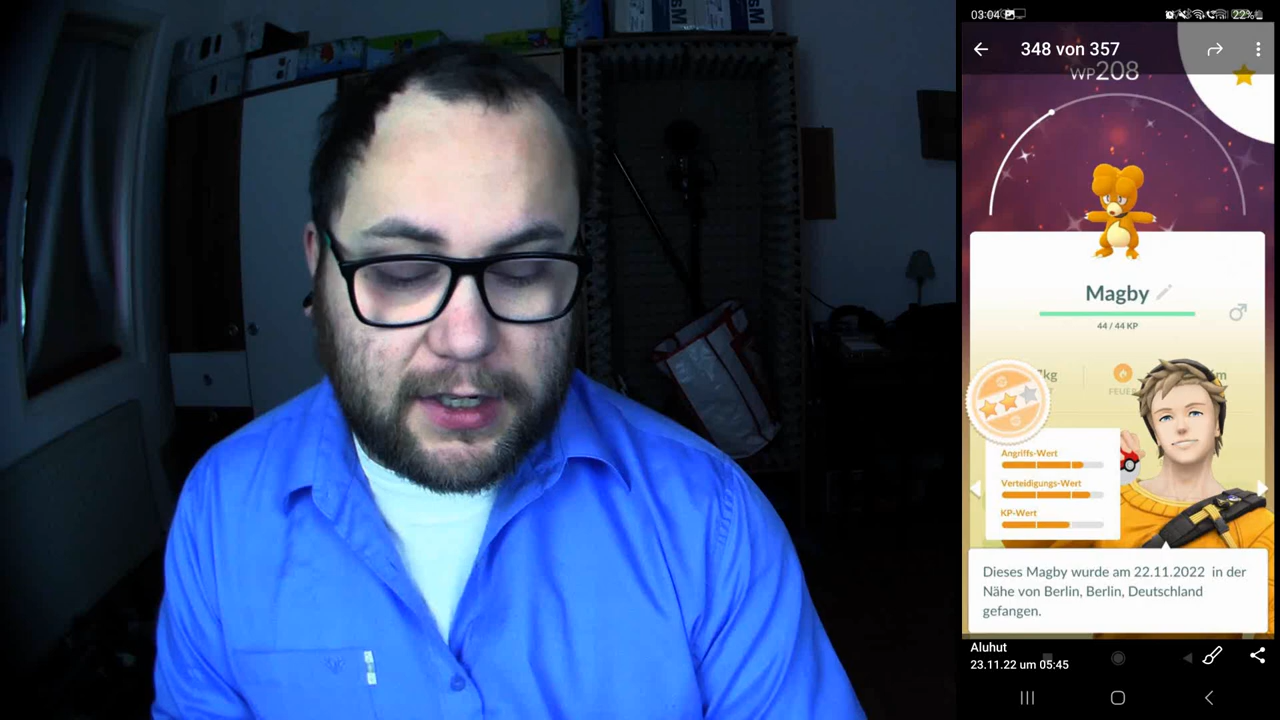 03:04
22%
348 von 357
WP208
Magby
44 / 44 KP
kg
m
FEUE
Angriffs-Wert
Verteidigungs-Wert
KP-Wert
Dieses Magby wurde am 22.11.2022 in der
Nähe von Berlin, Berlin, Deutschland
gefangen.
Aluhut
23.11.22 um 05:45